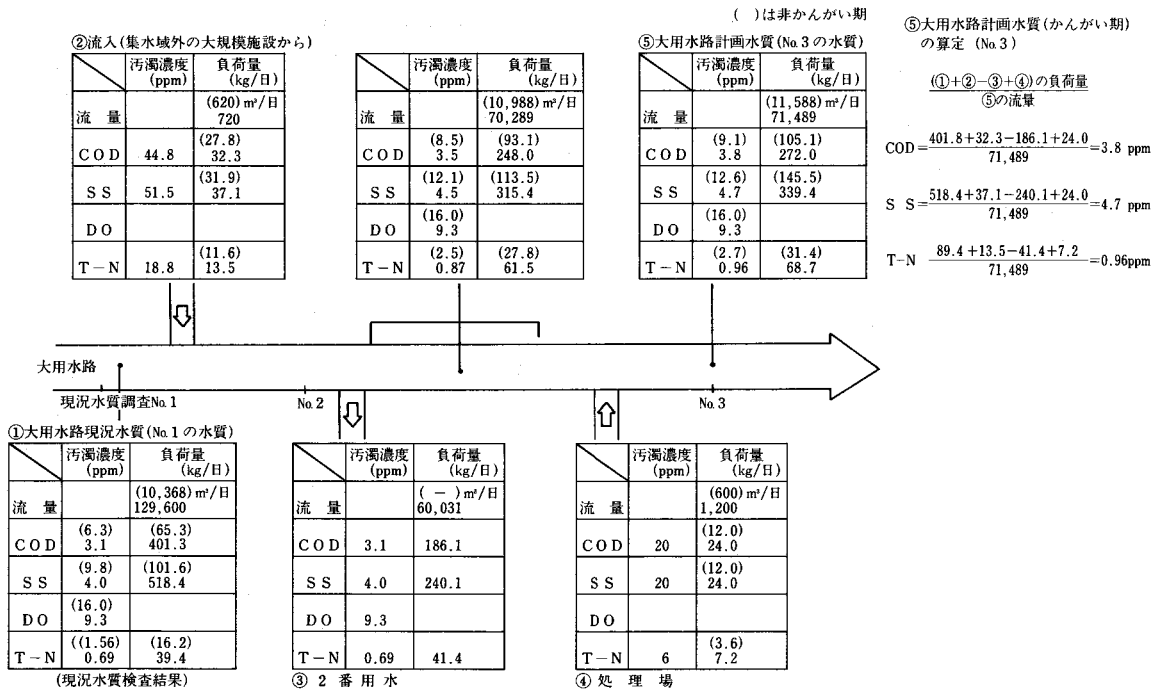 ( )は非かんがい期
②流入(集水域外の大規模施設から)
汚濁濃度 負荷量
(ppm) (kg/日)
(620)m³/日
流量 720
(27.8)
COD 44.8 32.3
(31.9)
SS 51.5 37.1
DO
(11.6)
T-N 18.8 13.5
汚濁濃度 負荷量
(ppm) (kg/日)
(10,988)m³/日
流量 70,289
(8.5) (93.1)
COD 3.5 248.0
(12.1) (113.5)
SS 4.5 315.4
(16.0)
DO 9.3
(2.5) (27.8)
T-N 0.87 61.5
⑤大用水路計画水質(No.3の水質)
汚濁濃度 負荷量
(ppm) (kg/日)
(11,588)m³/日
流量 71,489
(9.1) (105.1)
COD 3.8 272.0
(12.6) (145.5)
SS 4.7 339.4
(16.0)
DO 9.3
(2.7) (31.4)
T-N 0.96 68.7
⑤大用水路計画水質(かんがい期)
の算定 (No.3)
(①+②-③+④)の負荷量
⑤の流量
COD=401.8+32.3-186.1+24.0
71,489
=3.8 ppm
SS=518.4+37.1-240.1+24.0
71,489
=4.7 ppm
T-N 89.4+13.5-41.4+7.2
71,489
=0.96ppm
大用水路
現況水質調査No.1
No.2
No.3
①大用水路現況水質(No.1の水質)
汚濁濃度 負荷量
(ppm) (kg/日)
(10,368)m³/日
流量 129,600
(6.3) (65.3)
COD 3.1 401.3
(9.8) (101.6)
SS 4.0 518.4
(16.0)
DO 9.3
((1.56) (16.2)
T-N 0.69 39.4
(現況水質検査結果)
汚濁濃度 負荷量
(ppm) (kg/日)
(-)m³/日
流量 60,031
COD 3.1 186.1
SS 4.0 240.1
DO 9.3
T-N 0.69 41.4
③2番用水
汚濁濃度 負荷量
(ppm) (kg/日)
(600)m³/日
流量 1,200
(12.0)
COD 20 24.0
(12.0)
SS 20 24.0
DO
(3.6)
T-N 6 7.2
④処理場